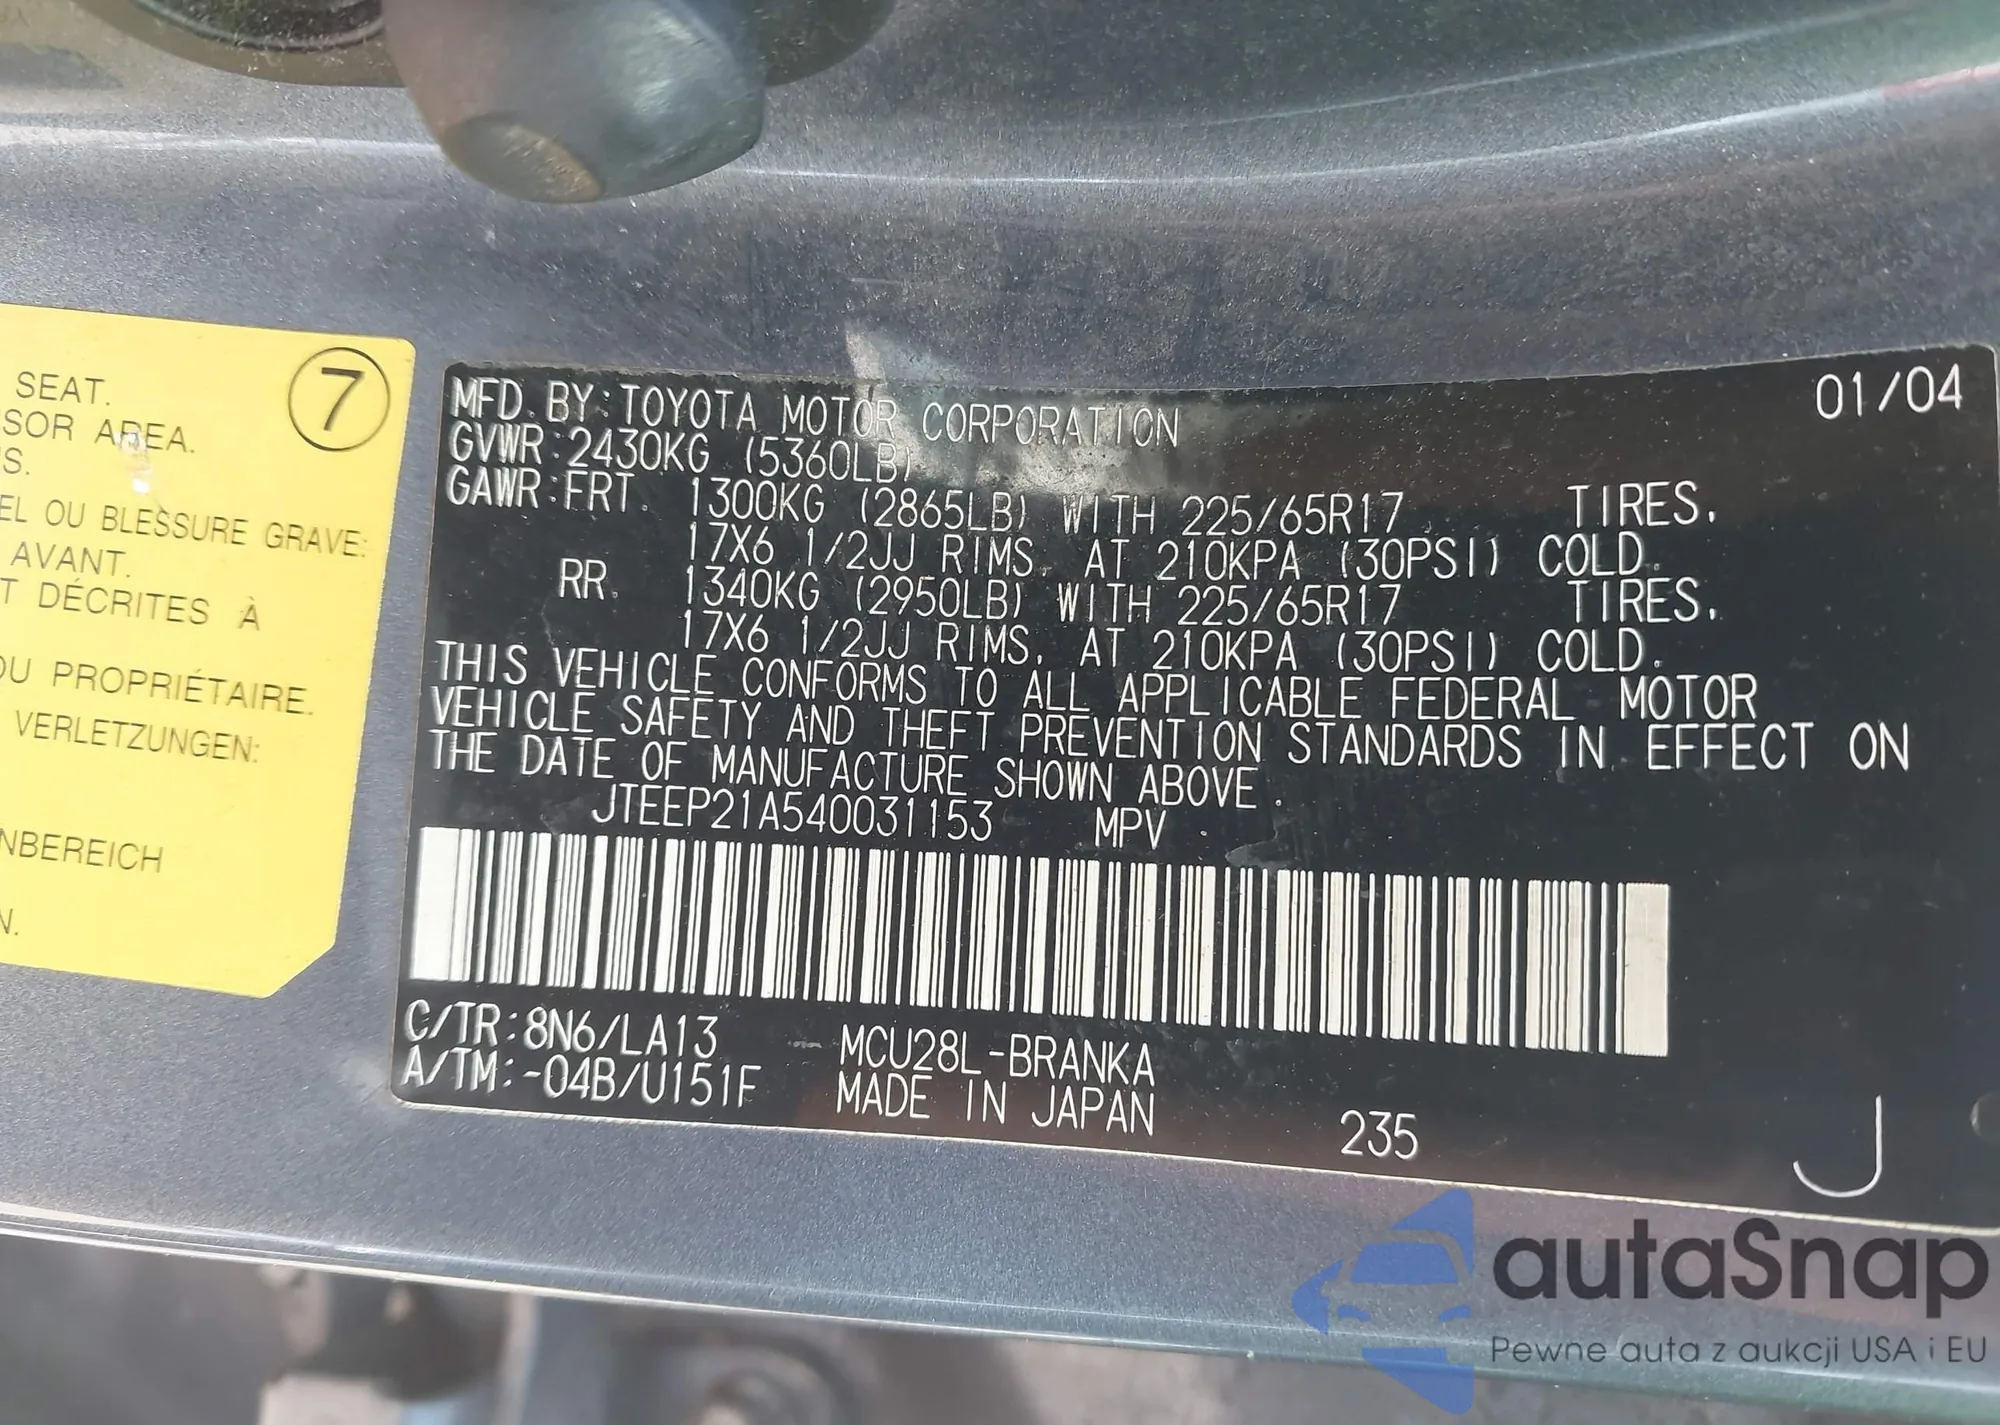 SEAT.
SOR AREA.
S.
EL OU BLESSURE GRAVE:
AVANT.
T DÉCRITES À
OU PROPRIÉTAIRE.
VERLETZUNGEN:
NBEREICH
N.
7
01/04
MFD. BY: TOYOTA MOTOR CORPORATION
GVWR: 2430KG (5360LB)
GAWR: FRT. 1300KG (2865LB) WITH 225/65R17 TIRES,
17X6 1/2JJ RIMS, AT 210KPA (30PSI) COLD.
RR. 1340KG (2950LB) WITH 225/65R17 TIRES,
17X6 1/2JJ RIMS, AT 210KPA (30PSI) COLD.
THIS VEHICLE CONFORMS TO ALL APPLICABLE FEDERAL MOTOR
VEHICLE SAFETY AND THEFT PREVENTION STANDARDS IN EFFECT ON
THE DATE OF MANUFACTURE SHOWN ABOVE.
JTEEP21A540031153 MPV
C/TR: 8N6/LA13 MCU28L-BRANKA
A/TM: -04B/U151F MADE IN JAPAN
235
J
autaSnap
Pewne auta z aukcji USA i EU